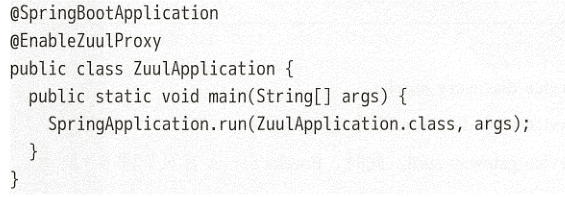 @SpringBootApplication
@EnableZuulProxy
public class ZuulApplication {
  public static void main(String[] args) {
    SpringApplication.run(ZuulApplication.class, args);
  }
}